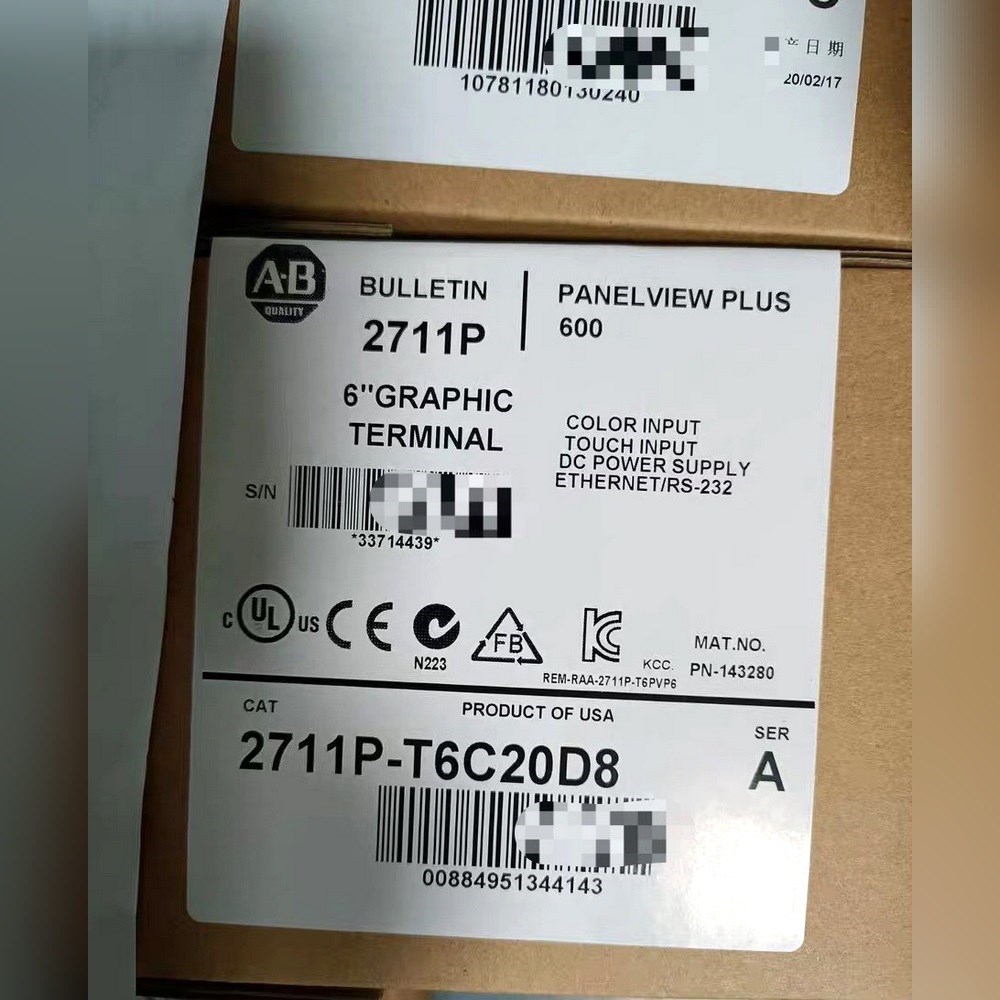 10781180130240
产日期
20/02/17
A-B
QUALITY
BULLETIN
2711P
PANELVIEW PLUS
600
6"GRAPHIC
TERMINAL
COLOR INPUT
TOUCH INPUT
DC POWER SUPPLY
ETHERNET/RS-232
S/N
*33714439*
C UL US CE
N223
FB
KC
KCC.
REM-RAA-2711P-T6PVP6
MAT.NO.
PN-143280
CAT
PRODUCT OF USA
SER
2711P-T6C20D8
A
00884951344143